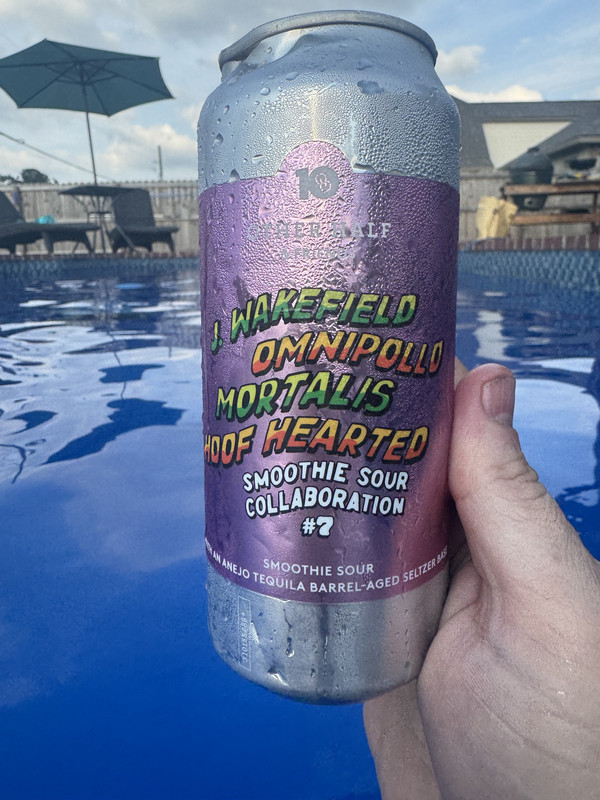 10
OTHER HALF
& FRIENDS
J. WAKEFIELD
OMNIPOLLO
MORTALIS
HOOF HEARTED
SMOOTHIE SOUR
COLLABORATION
#7
SMOOTHIE SOUR
AN ANEJO TEQUILA BARREL-AGED SELTZER